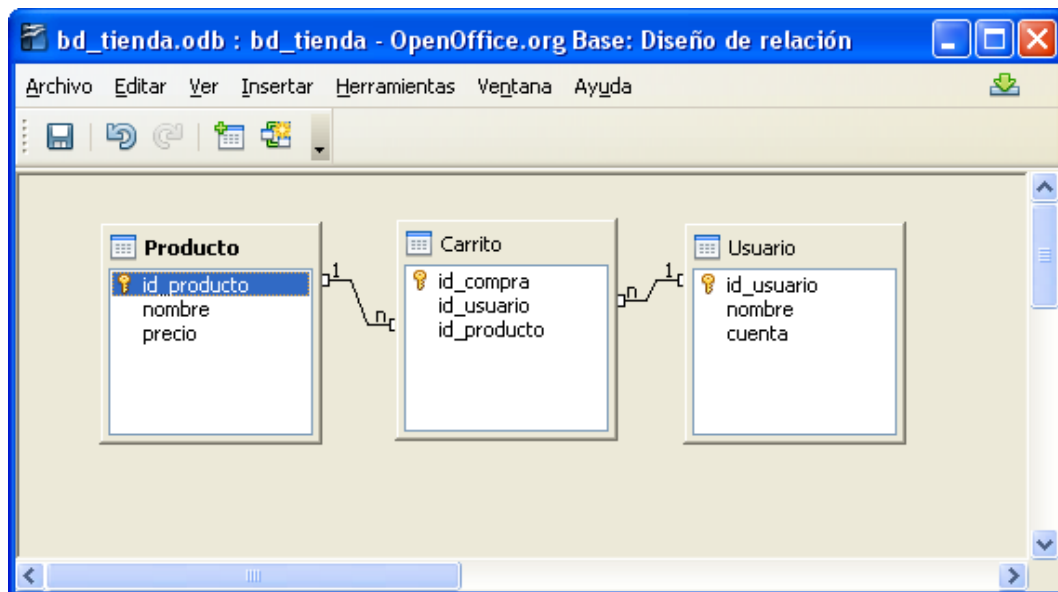 bd_tienda.odb : bd_tienda - OpenOffice.org Base: Diseño de relación
Archivo Editar Ver Insertar Herramientas Ventana Ayuda
Producto
id_producto
nombre
precio
1
n
Carrito
id_compra
id_usuario
id_producto
n
1
Usuario
id_usuario
nombre
cuenta